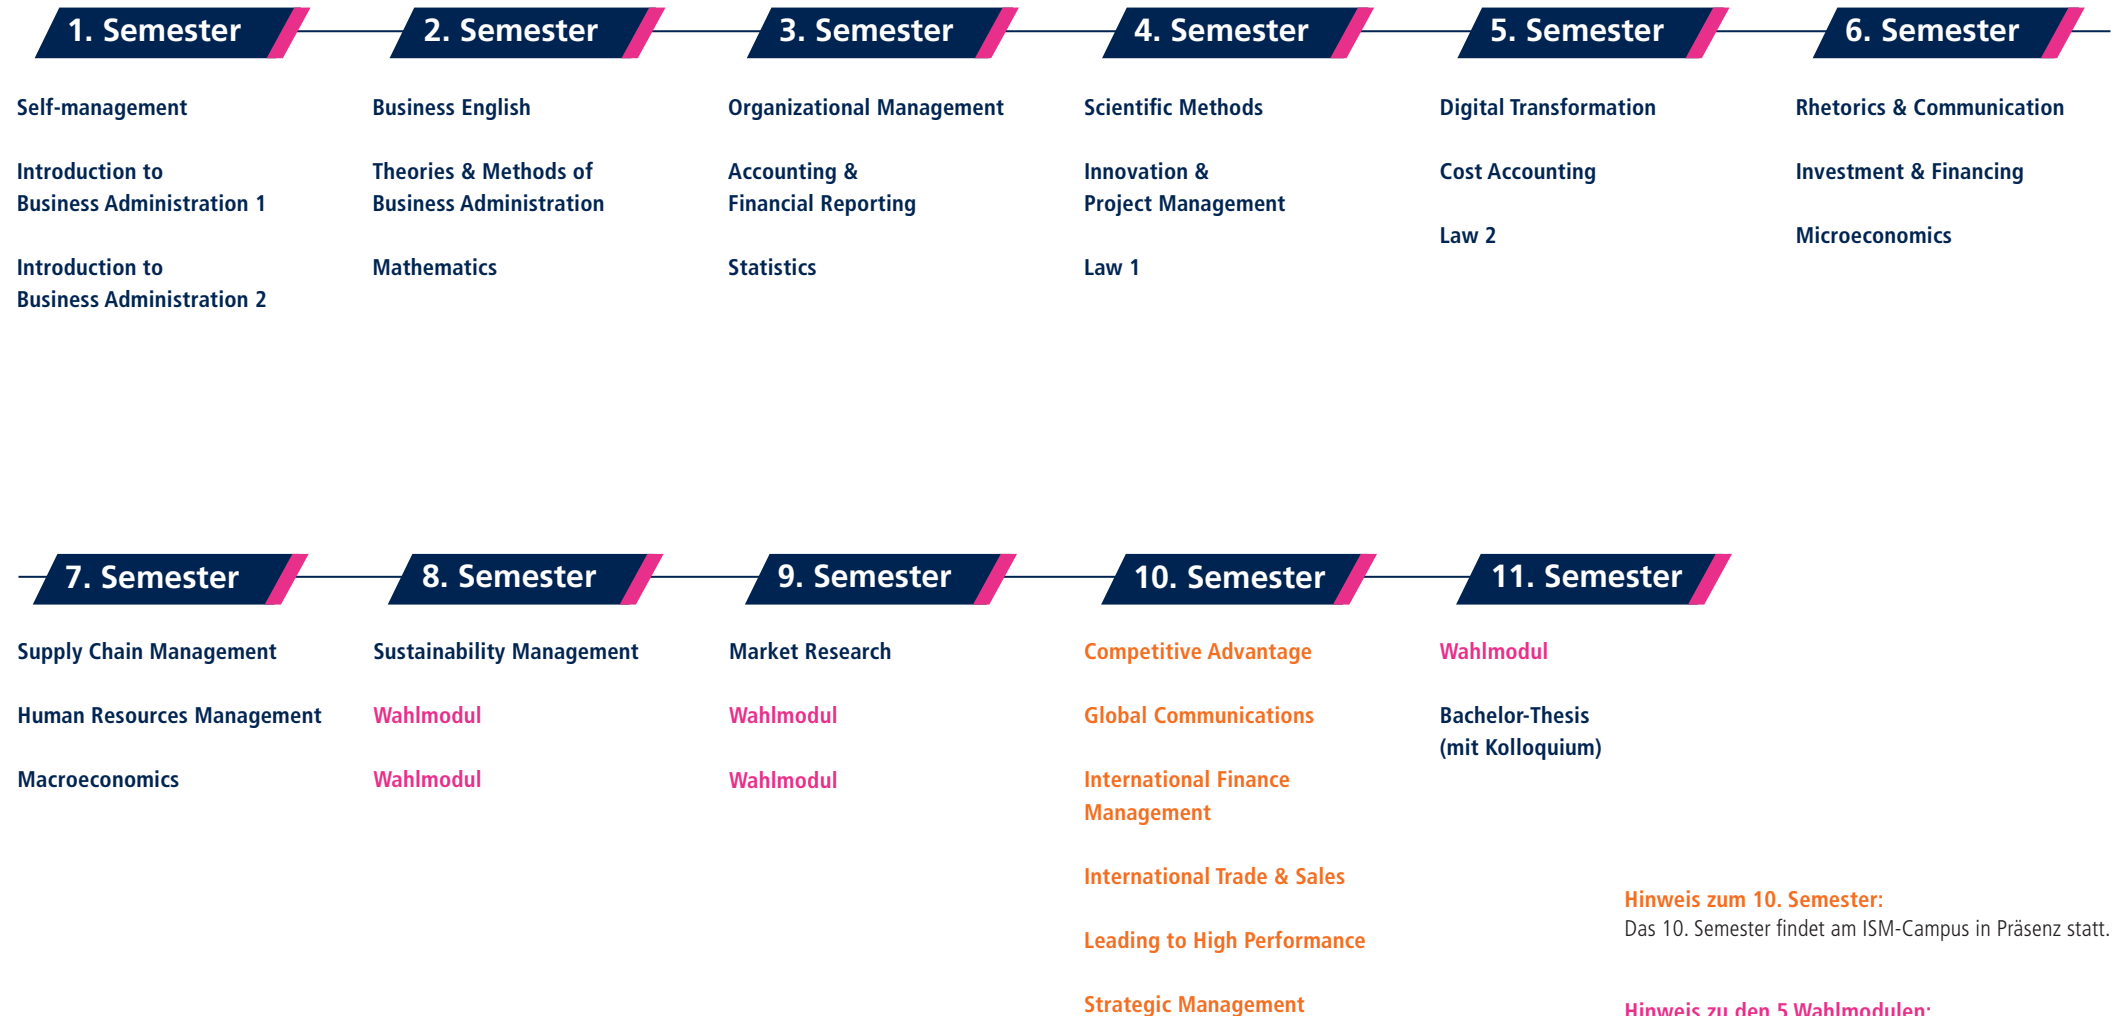 1. Semester
Self-management
Introduction to
Business Administration 1
Introduction to
Business Administration 2
2. Semester
Business English
Theories & Methods of
Business Administration
Mathematics
3. Semester
Organizational Management
Accounting &
Financial Reporting
Statistics
4. Semester
Scientific Methods
Innovation &
Project Management
Law 1
5. Semester
Digital Transformation
Cost Accounting
Law 2
6. Semester
Rhetorics & Communication
Investment & Financing
Microeconomics
7. Semester
Supply Chain Management
Human Resources Management
Macroeconomics
8. Semester
Sustainability Management
Wahlmodul
Wahlmodul
9. Semester
Market Research
Wahlmodul
Wahlmodul
10. Semester
Competitive Advantage
Global Communications
International Finance
Management
International Trade & Sales
Leading to High Performance
Strategic Management
11. Semester
Wahlmodul
Bachelor-Thesis
(mit Kolloquium)
Hinweis zum 10. Semester:
Das 10. Semester findet am ISM-Campus in Präsenz statt.
Hinweis zu den 5 Wahlmodulen: